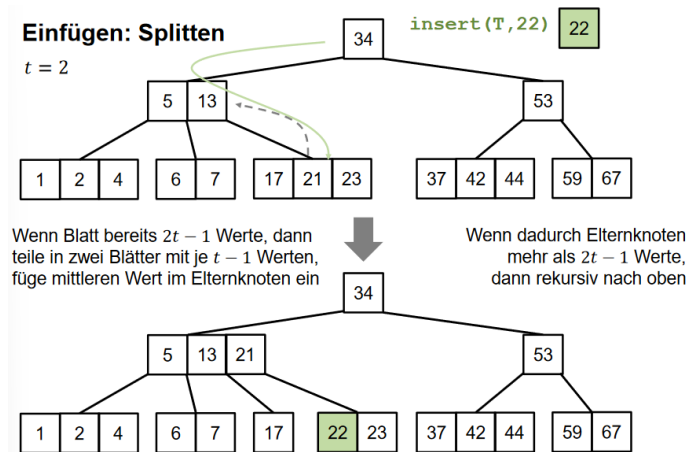 Einfügen: Splitten
insert(T,22) 22
t = 2
34
5 13 53
1 2 4 6 7 17 21 23 37 42 44 59 67
Wenn Blatt bereits 2t − 1 Werte, dann
teile in zwei Blätter mit je t − 1 Werten,
füge mittleren Wert im Elternknoten ein
Wenn dadurch Elternknoten
mehr als 2t − 1 Werte,
dann rekursiv nach oben
34
5 13 21 53
1 2 4 6 7 17 22 23 37 42 44 59 67